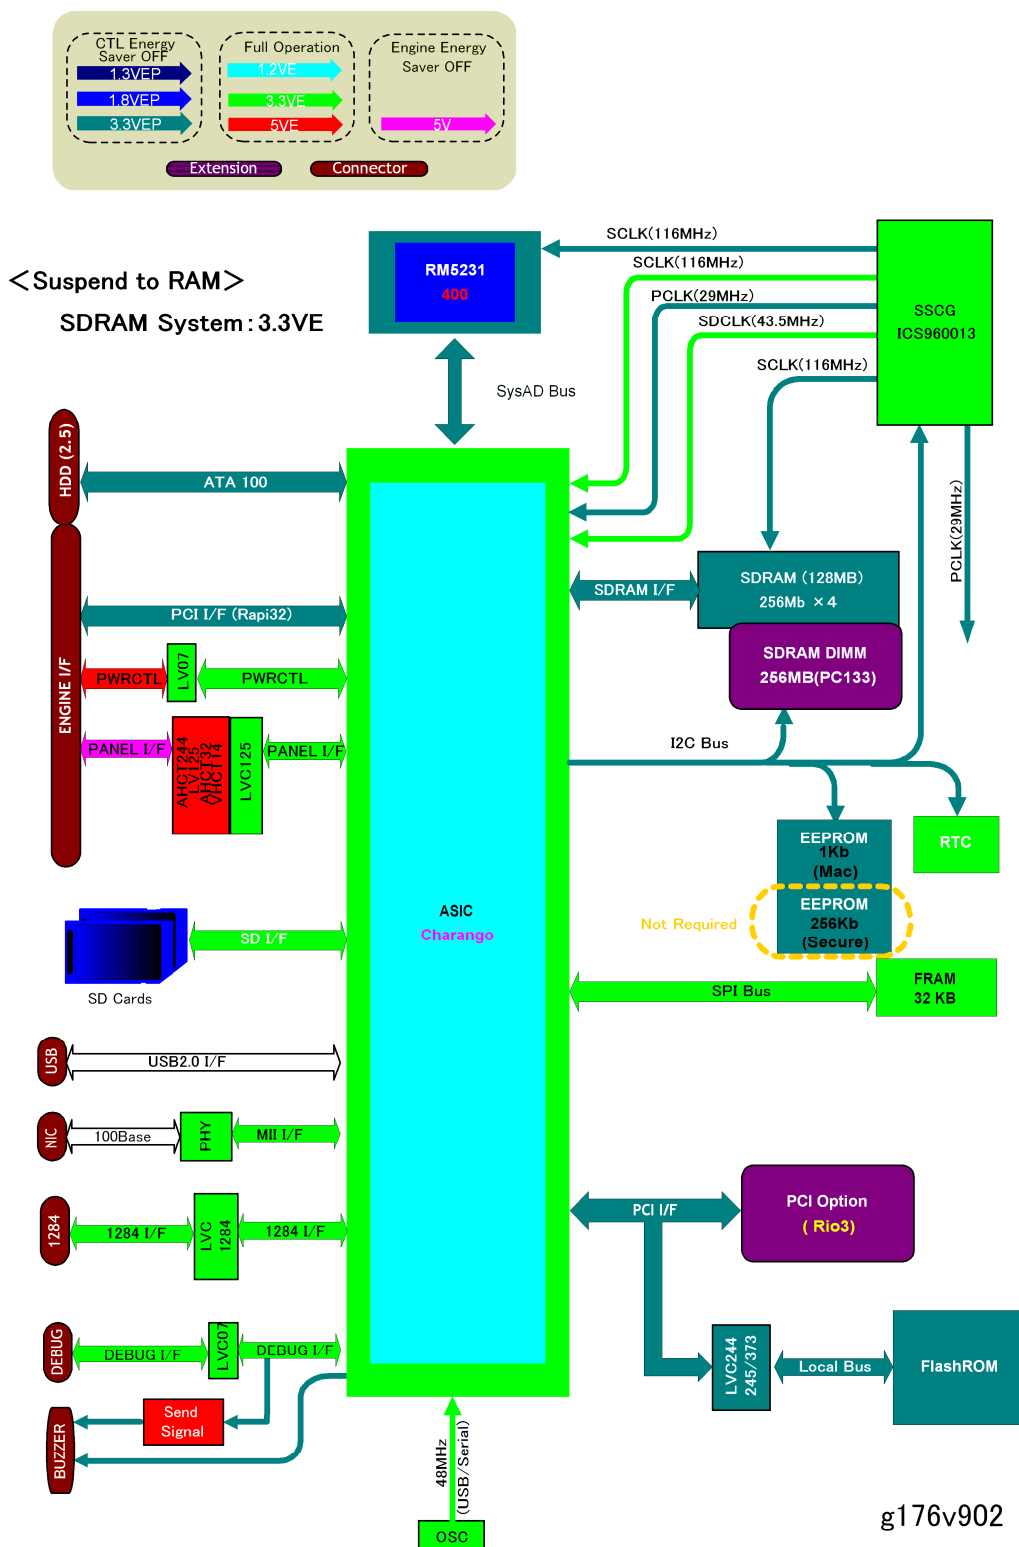 CTL Energy
Saver OFF
1.3VEP
1.8VEP
3.3VEP
Full Operation
1.2VE
3.3VE
5VE
Engine Energy
Saver OFF
5V
Extension
Connector
<Suspend to RAM>
SDRAM System:3.3VE
RM5231
400
SysAD Bus
SCLK(116MHz)
SCLK(116MHz)
PCLK(29MHz)
SDCLK(43.5MHz)
SCLK(116MHz)
SSCG
ICS960013
PCLK(29MHz)
HDD (2.5)
ATA 100
ENGINE I/F
PCI I/F (Rapi32)
PWRCTL
LV07
PWRCTL
PANEL I/F
AHCT244
LV125
AHCT32
VHCT14
LVC125
PANEL I/F
SDRAM I/F
SDRAM (128MB)
256Mb ×4
SDRAM DIMM
256MB(PC133)
I2C Bus
EEPROM
1Kb
(Mac)
RTC
Not Required
EEPROM
256Kb
(Secure)
ASIC
Charango
SD I/F
SD Cards
SPI Bus
FRAM
32 KB
USB
USB2.0 I/F
NIC
100Base
PHY
MII I/F
1284
1284 I/F
LVC
1284
1284 I/F
PCI I/F
PCI Option
( Rio3)
DEBUG
DEBUG I/F
LVC07
DEBUG I/F
LVC244
245/373
Local Bus
FlashROM
BUZZER
Send
Signal
48MHz
(USB/Serial)
OSC
g176v902